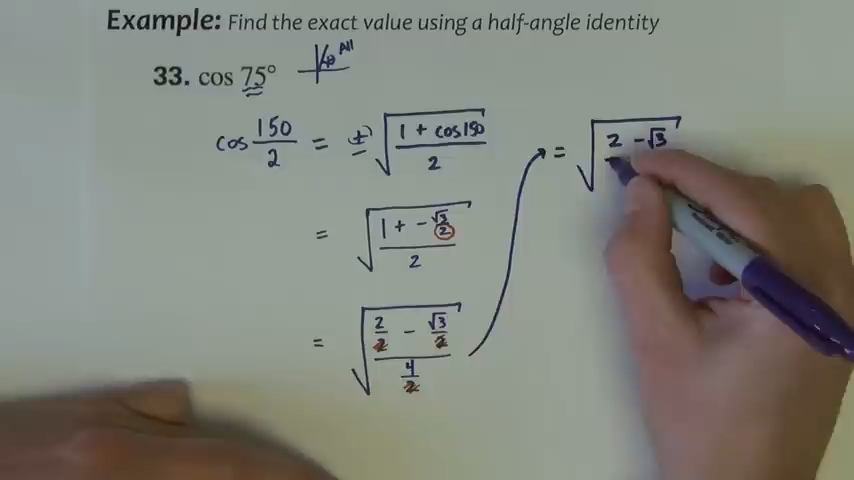 Example: Find the exact value using a half-angle identity
33. cos 75° θ All
cos 150/2 = (±) √((1 + cos150)/2)
= √((1 + - √3/2)/2)
= √((2/2 - √3/2)/(4/2))
= √(2 - √3